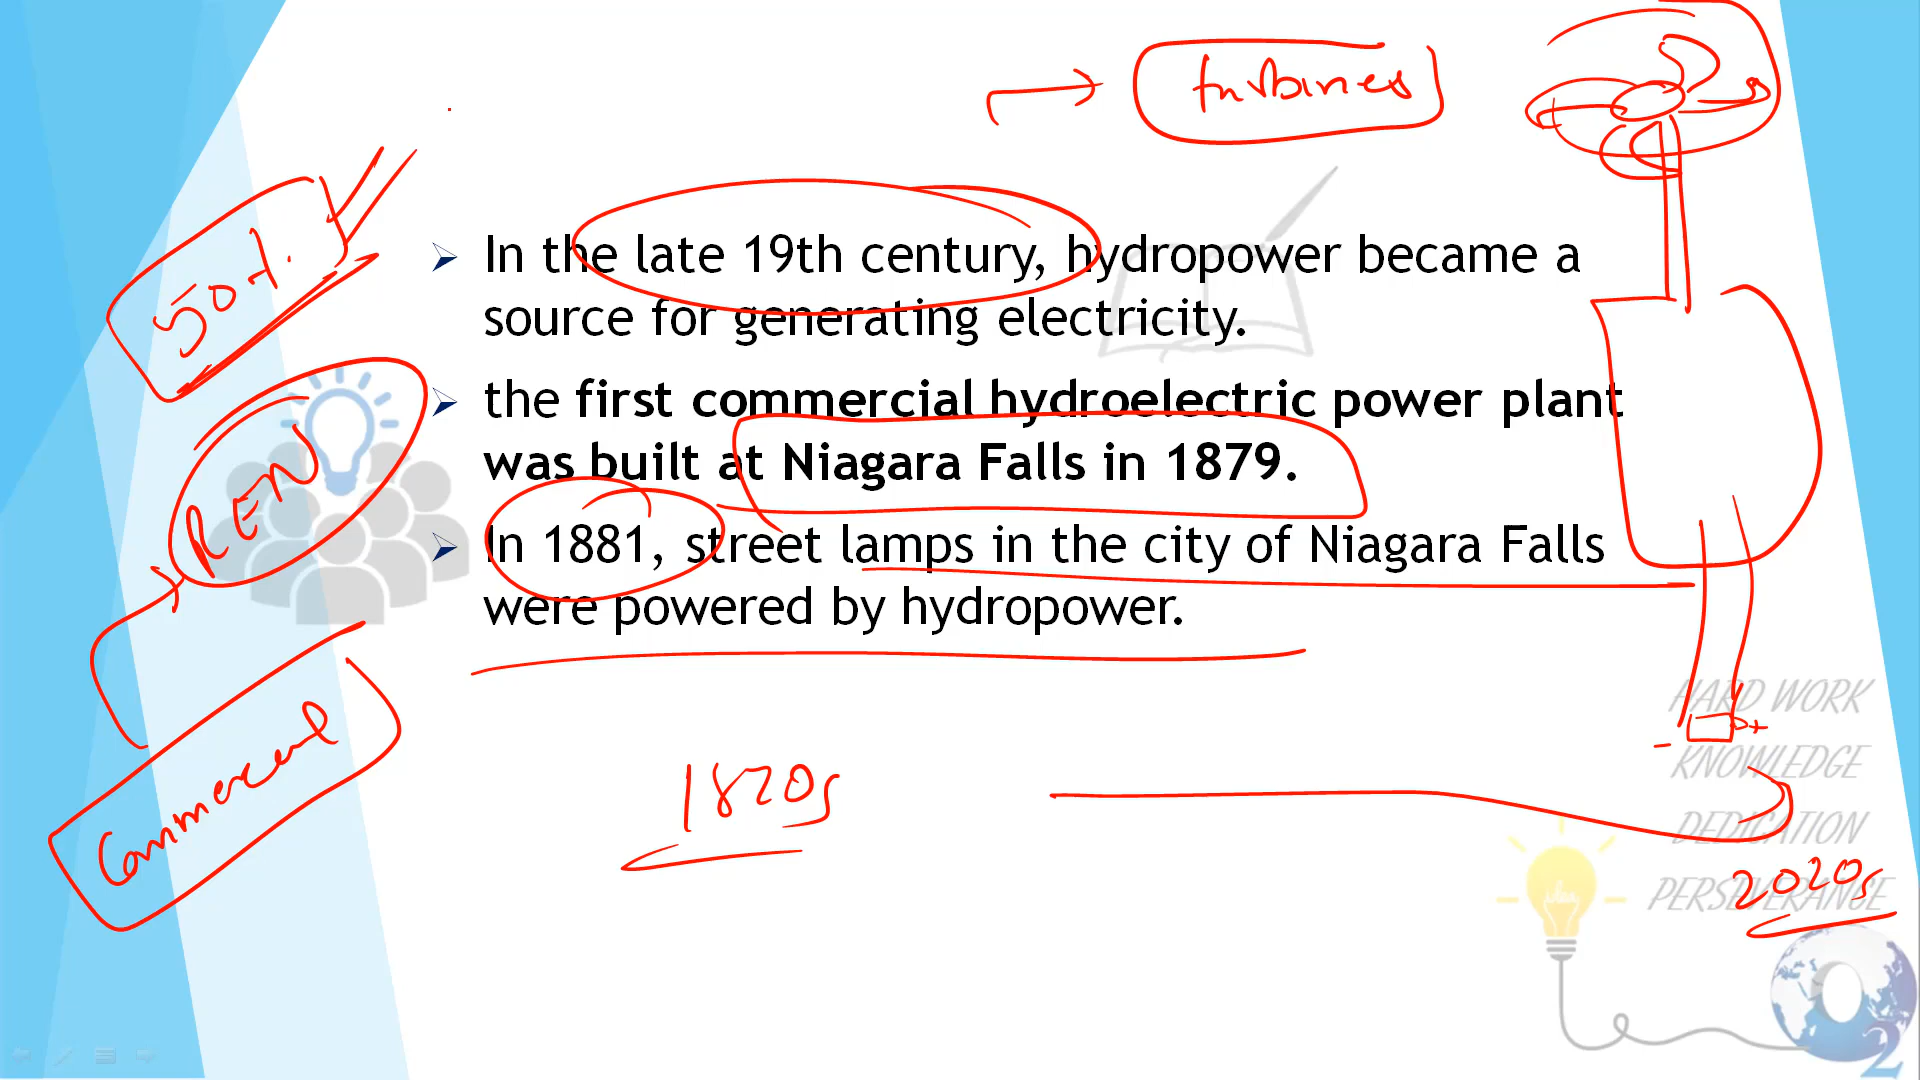 turbines
50%
➢ In the late 19th century, hydropower became a
source for generating electricity.
➢ the first commercial hydroelectric power plant
was built at Niagara Falls in 1879.
➢ In 1881, street lamps in the city of Niagara Falls
were powered by hydropower.
REN
Commercial
1820s
- +
HARD WORK
KNOWLEDGE
DEDICATION
PERSEVERANCE
2020s
idea
O2